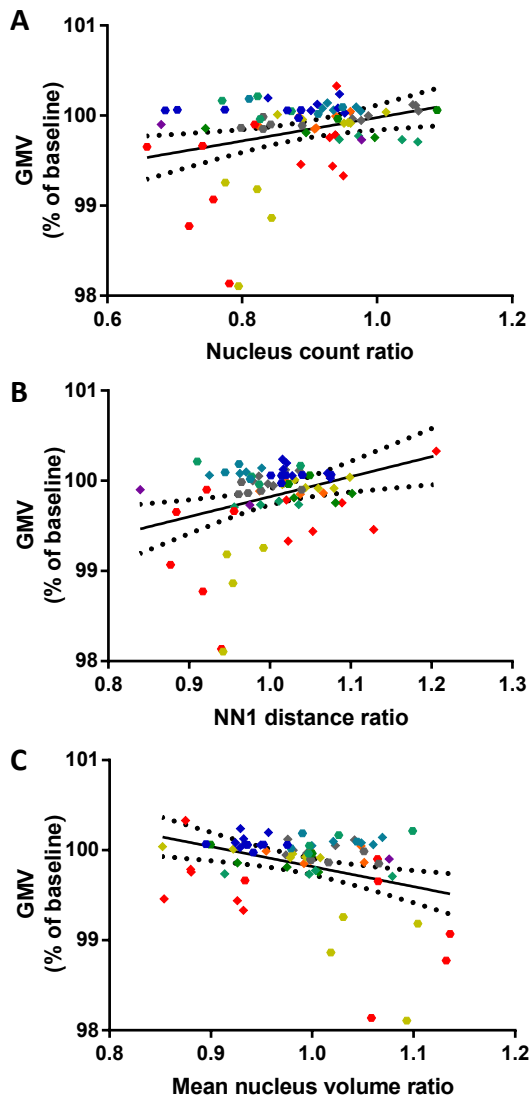 A
101
100
99
98
GMV
(% of baseline)
0.6 0.8 1.0 1.2
Nucleus count ratio
B
101
100
99
98
GMV
(% of baseline)
0.8 0.9 1.0 1.1 1.2 1.3
NN1 distance ratio
C
101
100
99
98
GMV
(% of baseline)
0.8 0.9 1.0 1.1 1.2
Mean nucleus volume ratio